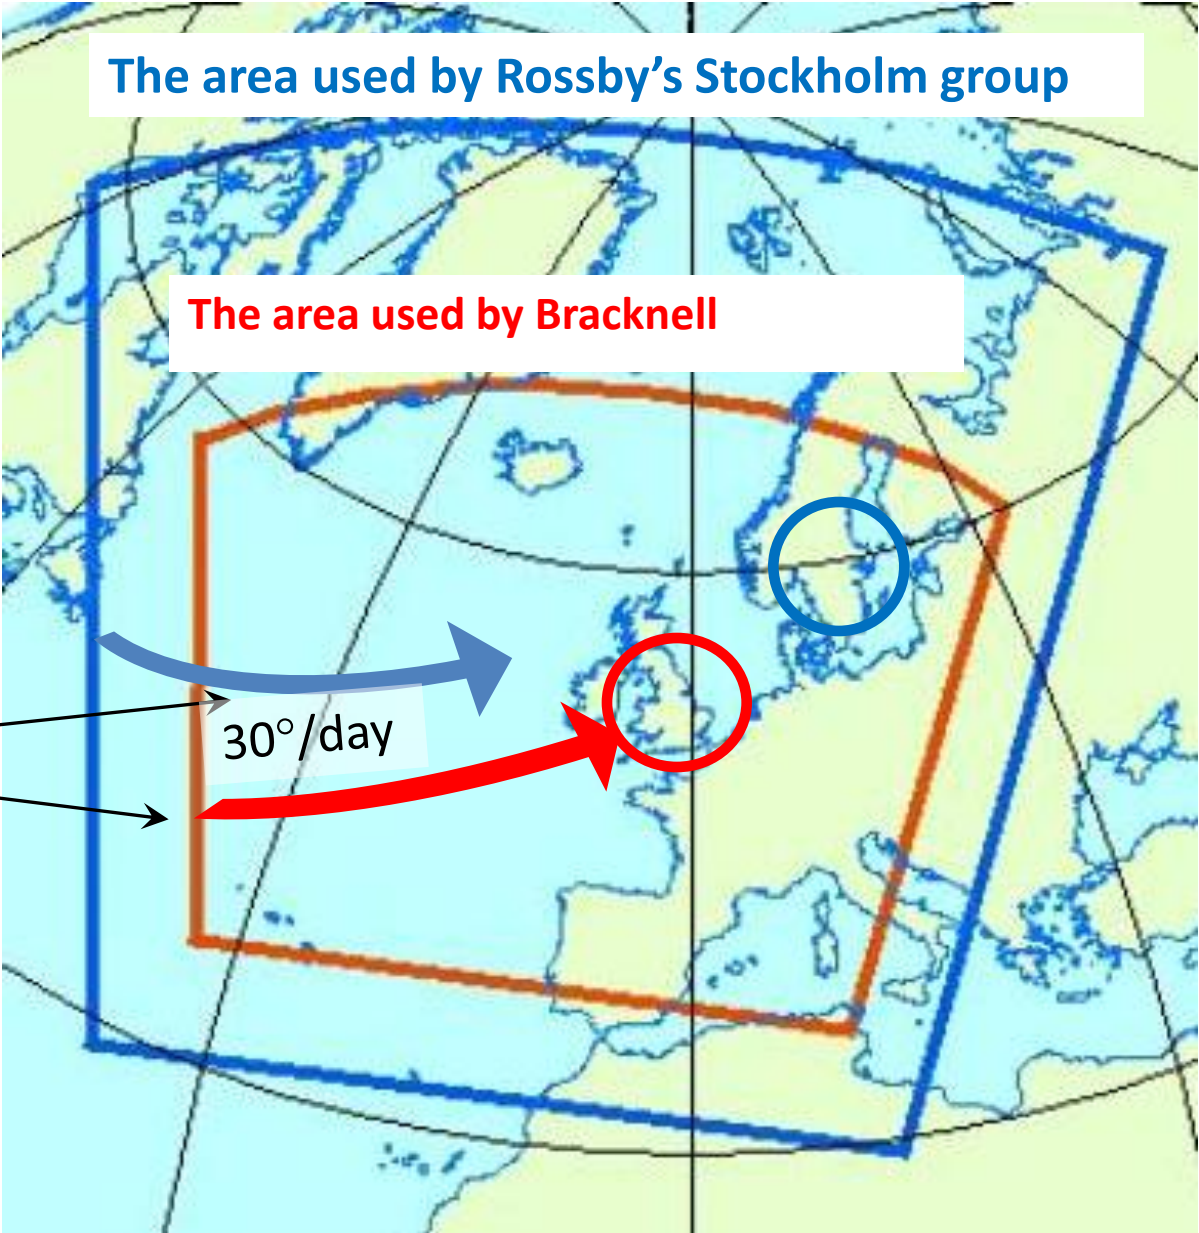 The area used by Rossby’s Stockholm group
The area used by Bracknell
30°/day